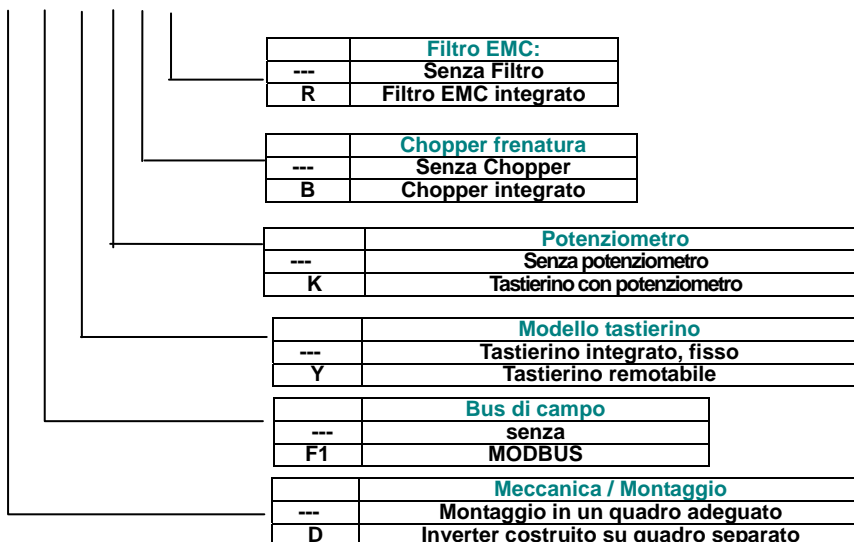 Filtro EMC:
--- Senza Filtro
R Filtro EMC integrato
Chopper frenatura
--- Senza Chopper
B Chopper integrato
Potenziometro
--- Senza potenziometro
K Tastierino con potenziometro
Modello tastierino
--- Tastierino integrato, fisso
Y Tastierino remotabile
Bus di campo
--- senza
F1 MODBUS
Meccanica / Montaggio
--- Montaggio in un quadro adeguato
D Inverter costruito su quadro separato